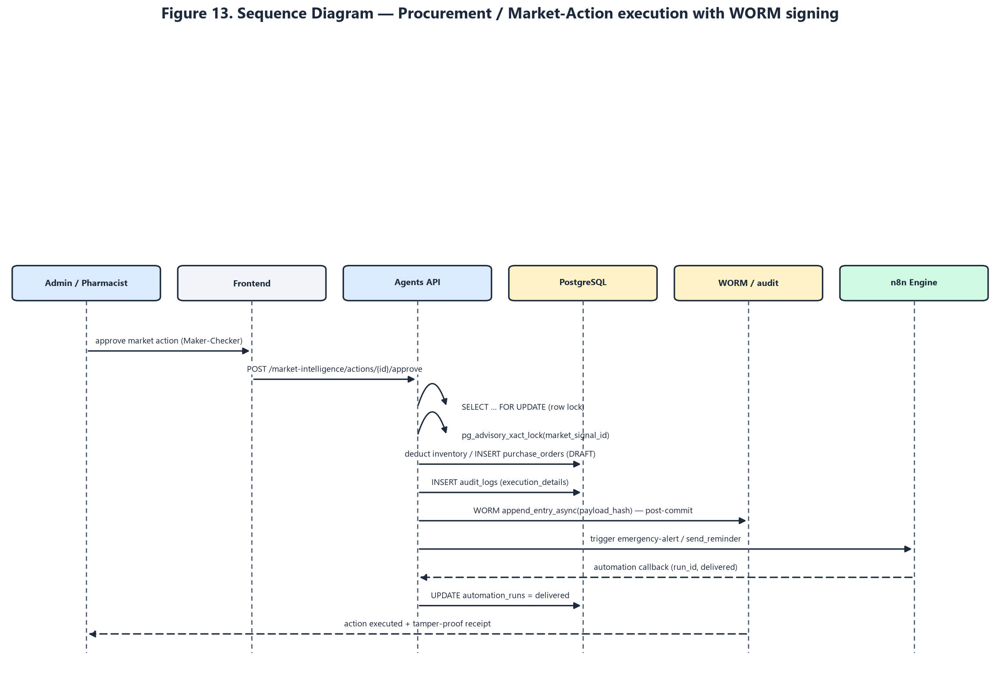 Figure 13. Sequence Diagram — Procurement / Market-Action execution with WORM signing
Admin / Pharmacist
Frontend
Agents API
PostgreSQL
WORM / audit
n8n Engine
approve market action (Maker-Checker)
POST /market-intelligence/actions/{id}/approve
SELECT ... FOR UPDATE (row lock)
pg_advisory_xact_lock(market_signal_id)
deduct inventory / INSERT purchase_orders (DRAFT)
INSERT audit_logs (execution_details)
WORM append_entry_async(payload_hash) — post-commit
trigger emergency-alert / send_reminder
automation callback (run_id, delivered)
UPDATE automation_runs = delivered
action executed + tamper-proof receipt